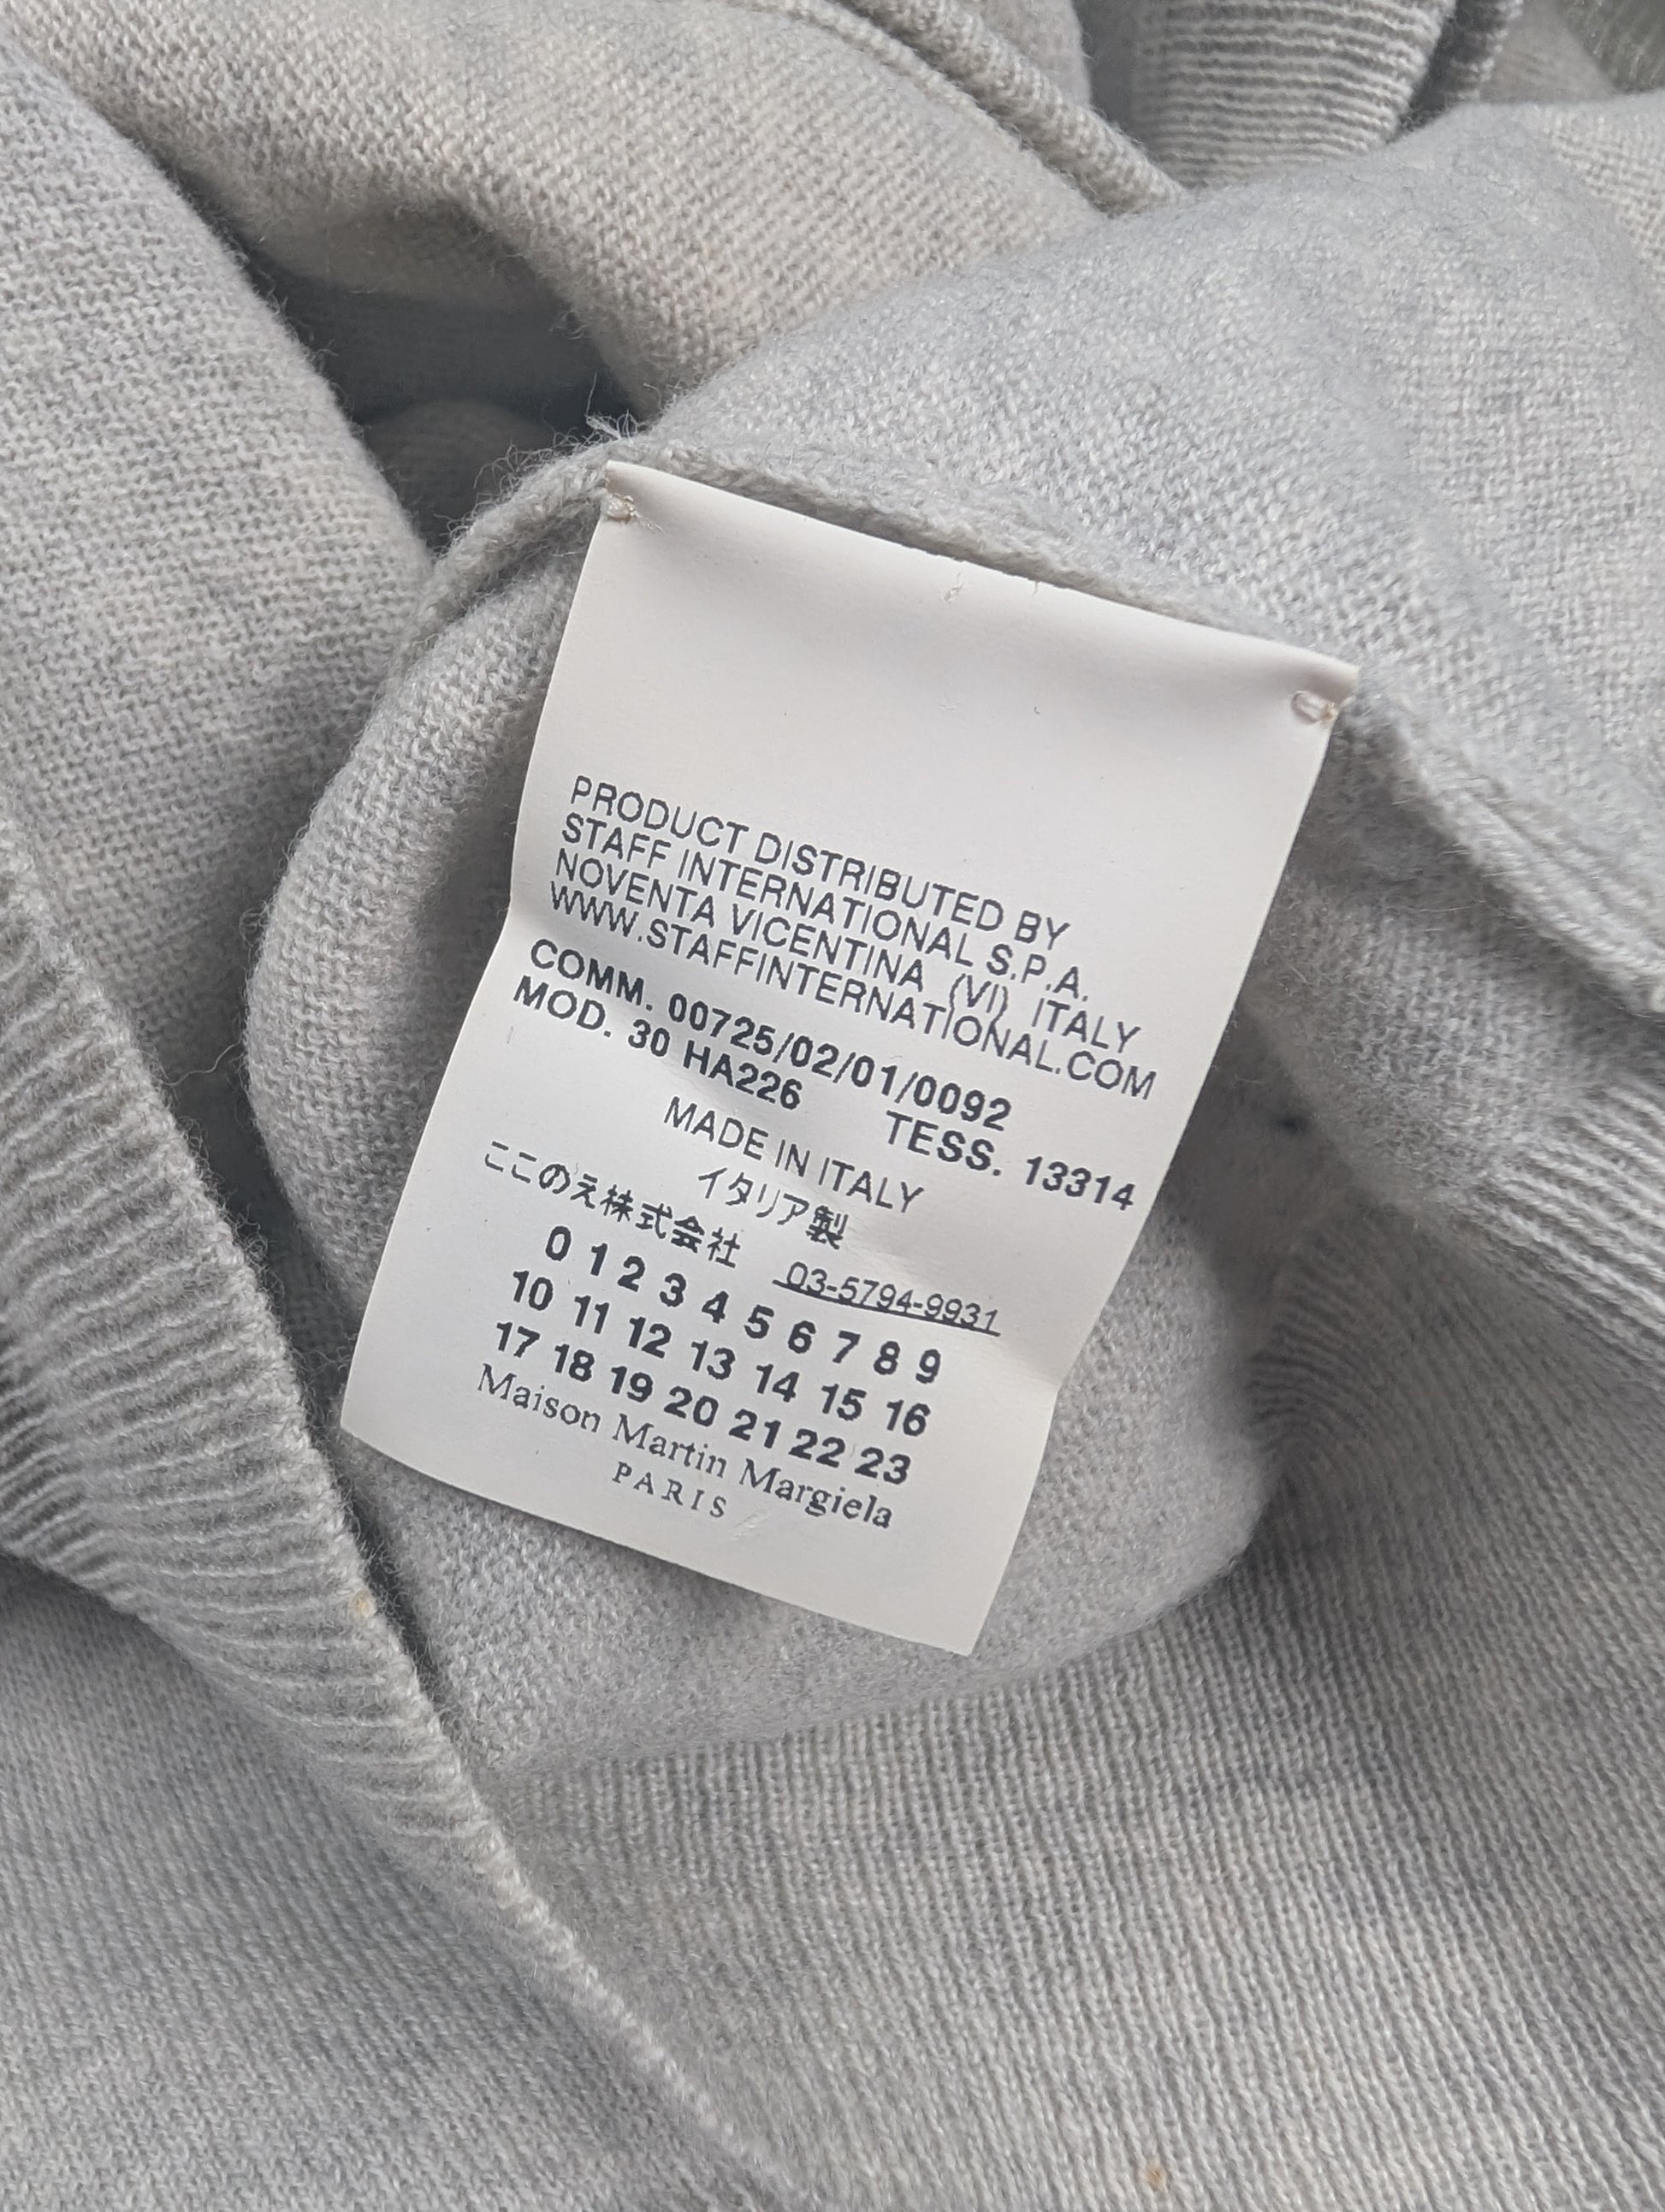 PRODUCT DISTRIBUTED BY
STAFF INTERNATIONAL S.P.A.
NOVENTA VICENTINA (VI) ITALY
WWW.STAFFINTERNATIONAL.COM
COMM. 00725/02/01/0092
MOD. 30 HA226 TESS. 13314
MADE IN ITALY
イタリア製
ここのえ株式会社 03-5794-9931
0 1 2 3 4 5 6 7 8 9
10 11 12 13 14 15 16
17 18 19 20 21 22 23
Maison Martin Margiela
PARIS